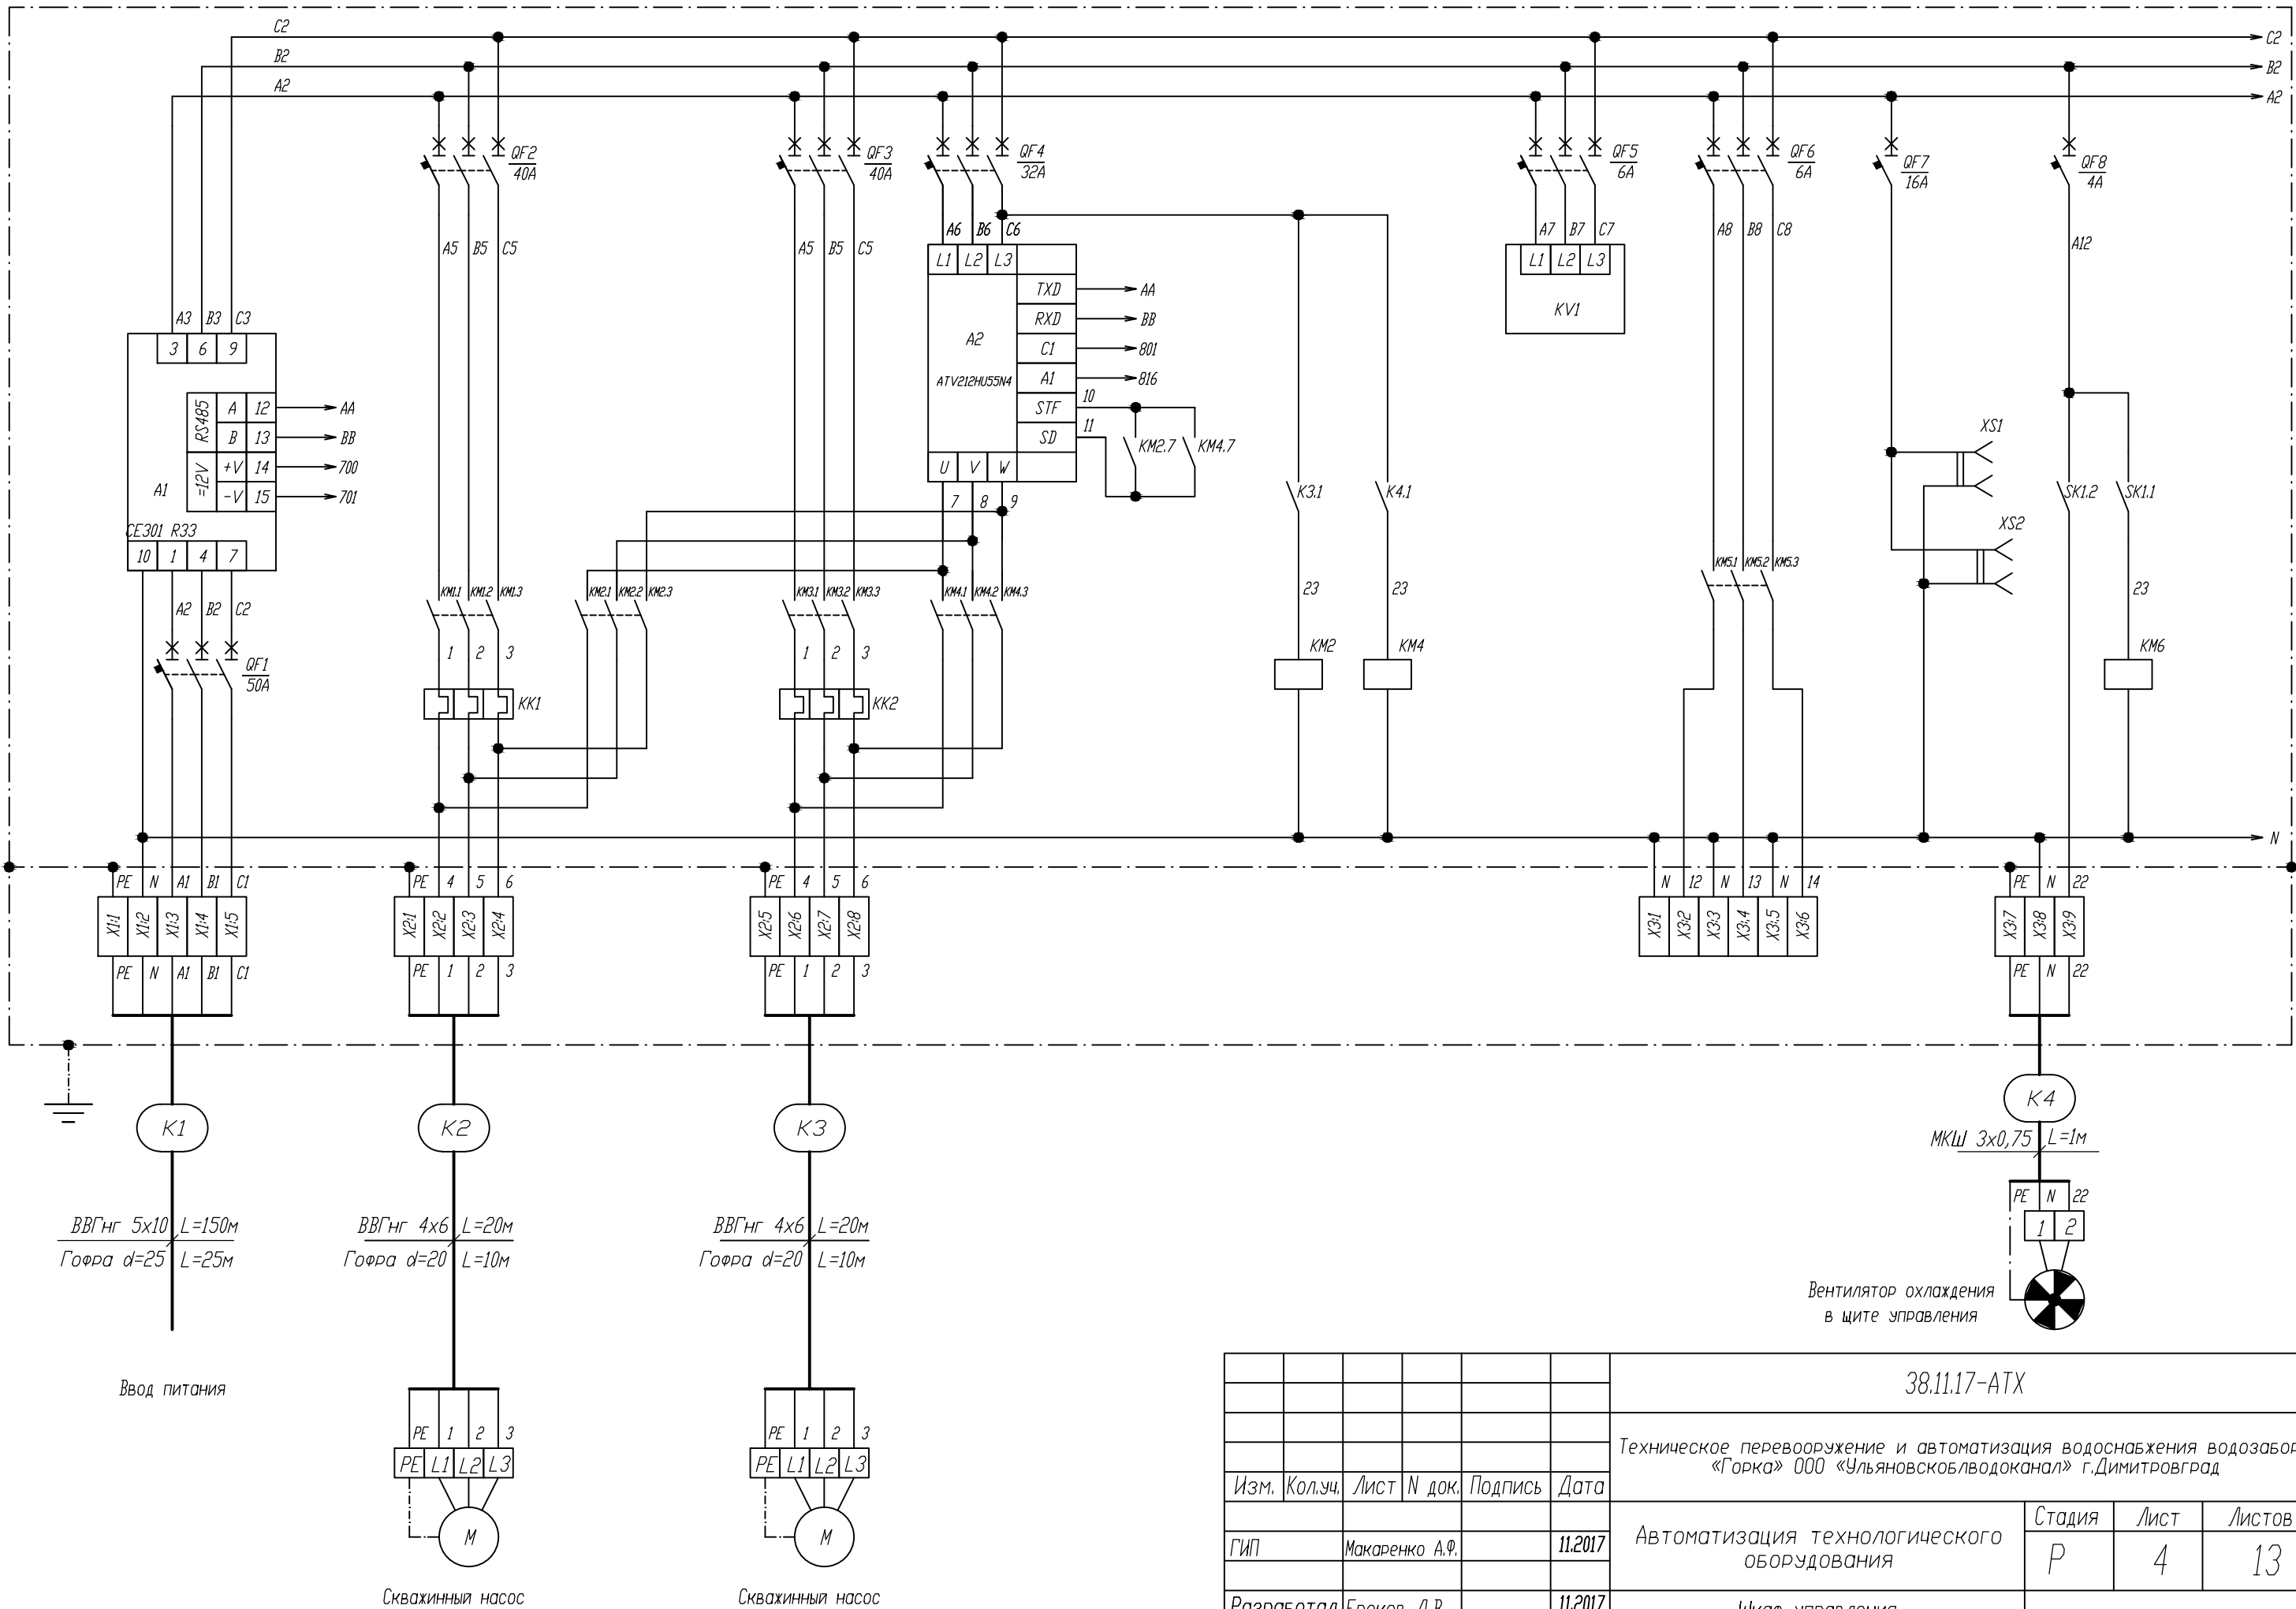 C2
B2
A2
C2
B2
A2
QF2
40A
QF3
40A
QF4
32A
QF5
6A
QF6
6A
QF7
16A
QF8
4A
A5 B5 C5
A5 B5 C5
A6 B6 C6
A7 B7 C7
A8 B8 C8
A12
L1 L2 L3
TXD AA
RXD BB
C1 801
A1 816
STF 10
SD 11
A2
ATV212HU55N4
U V W
7 8 9
KM2.7 KM4.7
L1 L2 L3
KV1
A3 B3 C3
3 6 9
RS485
A 12 AA
B 13 BB
=12V
+V 14 700
-V 15 701
A1
CE301 R33
10 1 4 7
A2 B2 C2
QF1
50A
K3.1 K4.1
XS1
XS2
SK1.2 SK1.1
KM1.1 KM1.2 KM1.3
KM2.1 KM2.2 KM2.3
KM3.1 KM3.2 KM3.3
KM4.1 KM4.2 KM4.3
KM5.1 KM5.2 KM5.3
23 23 23
1 2 3
1 2 3
KM2 KM4 KM6
KK1 KK2
N
PE N A1 B1 C1
PE 4 5 6
PE 4 5 6
N 12 N 13 N 14
PE N 22
X1:1 X1:2 X1:3 X1:4 X1:5
X2:1 X2:2 X2:3 X2:4
X2:5 X2:6 X2:7 X2:8
X3:1 X3:2 X3:3 X3:4 X3:5 X3:6
X3:7 X3:8 X3:9
PE N A1 B1 C1
PE 1 2 3
PE 1 2 3
PE N 22
K1 K2 K3 K4
МКШ 3х0,75 L=1м
PE N 22
1 2
ВВГнг 5х10 L=150м
Гофра d=25 L=25м
ВВГнг 4х6 L=20м
Гофра d=20 L=10м
ВВГнг 4х6 L=20м
Гофра d=20 L=10м
Вентилятор охлаждения
в щите управления
Ввод питания
PE 1 2 3
PE L1 L2 L3
M
Скважинный насос
PE 1 2 3
PE L1 L2 L3
M
Скважинный насос
38.11.17-АТХ
Техническое перевооружение и автоматизация водоснабжения
«Горка» ООО «Ульяновскоблводоканал» г.Димитровград
Изм. Кол.уч. Лист N док. Подпись Дата
ГИП Макаренко А.Ф. 11.2017
Автоматизация технологического
оборудования
Стадия Лист Листов
Р 4 13
Разработал 11.2017
Шкаф управления